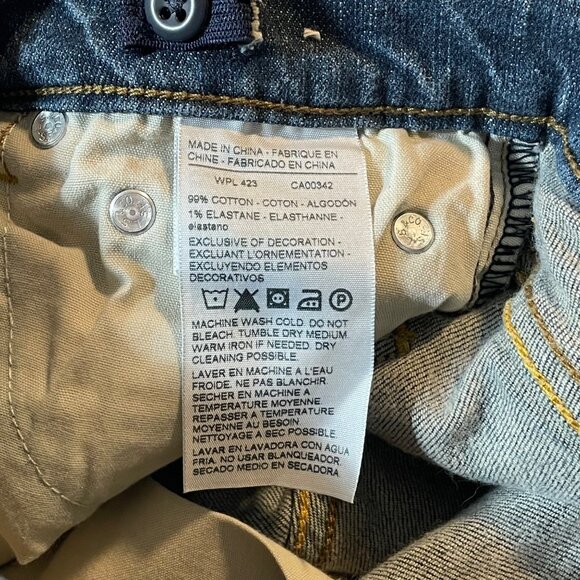 MADE IN CHINA - FABRIQUE EN
CHINE - FABRICADO EN CHINA
WPL 423 CA00342
99% COTTON - COTON - ALGODÓN
1% ELASTANE - ELASTHANNE -
elastano
EXCLUSIVE OF DECORATION -
EXCLUANT L'ORNEMENTATION -
EXCLUYENDO ELEMENTOS
DECORATIVOS
P
MACHINE WASH COLD. DO NOT
BLEACH. TUMBLE DRY MEDIUM.
WARM IRON IF NEEDED. DRY
CLEANING POSSIBLE.
LAVER EN MACHINE A L'EAU
FROIDE. NE PAS BLANCHIR.
SECHER EN MACHINE A
TEMPERATURE MOYENNE.
REPASSER A TEMPERATURE
MOYENNE AU BESOIN
NETTOYAGE A SEC POSSIBLE.
LAVAR EN LAVADORA CON AGUA
FRIA. NO USAR BLANQUEADOR.
SECADO MEDIO EN SECADORA